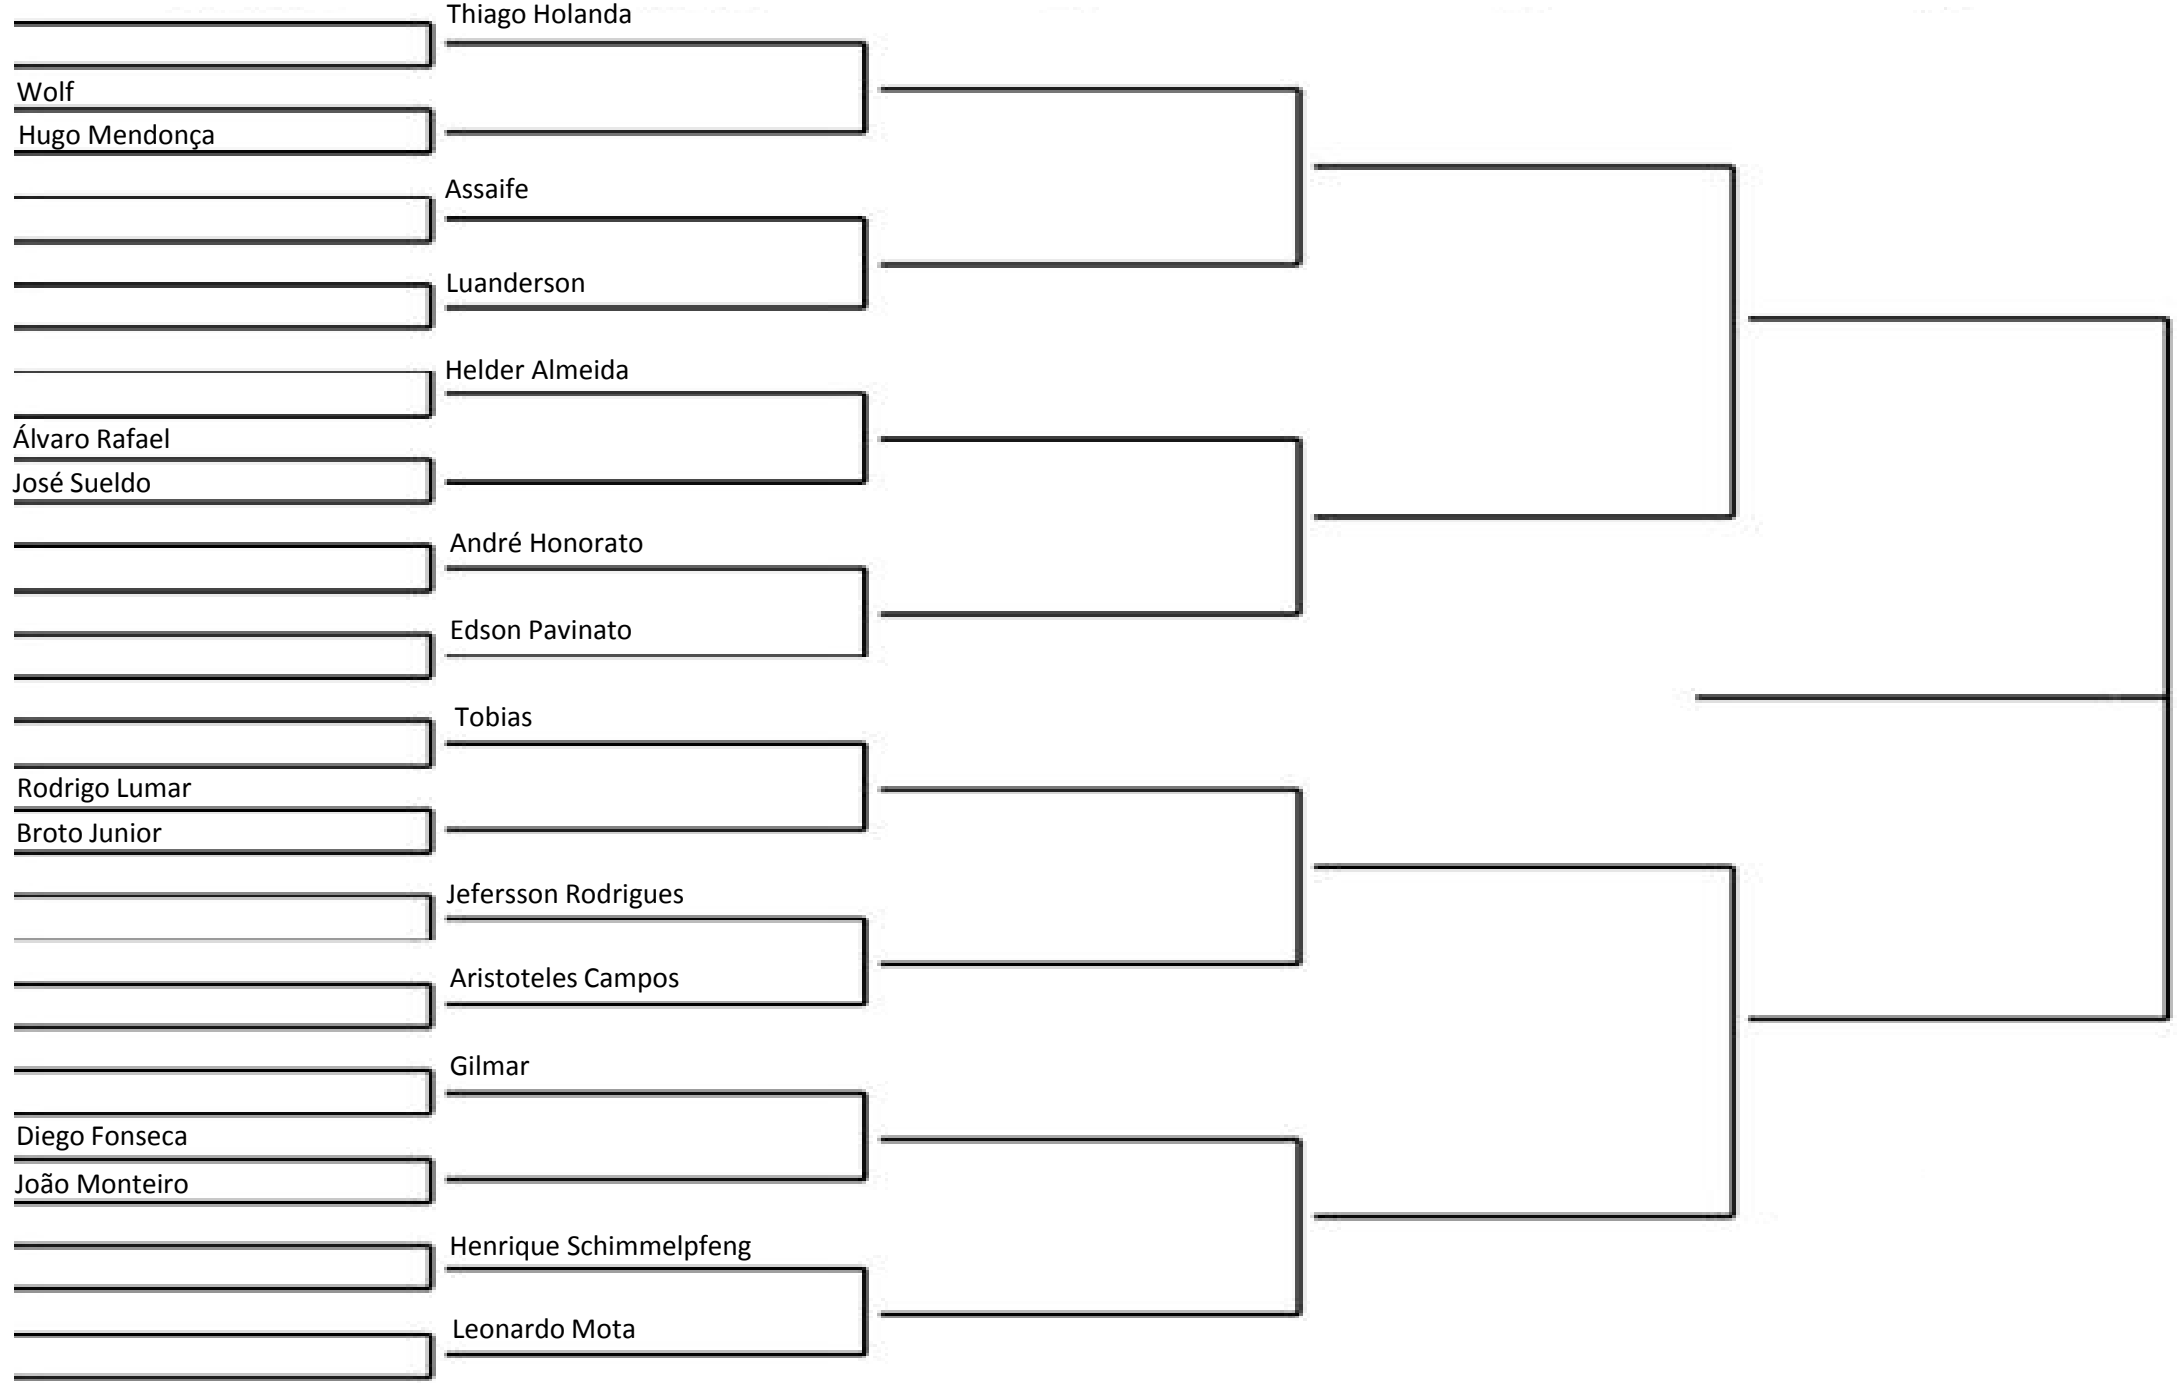 Thiago Holanda
Wolf
Hugo Mendonça
Assaife
Luanderson
Helder Almeida
Álvaro Rafael
José Sueldo
André Honorato
Edson Pavinato
Tobias
Rodrigo Lumar
Broto Junior
Jefersson Rodrigues
Aristoteles Campos
Gilmar
Diego Fonseca
João Monteiro
Henrique Schimmelpfeng
Leonardo Mota